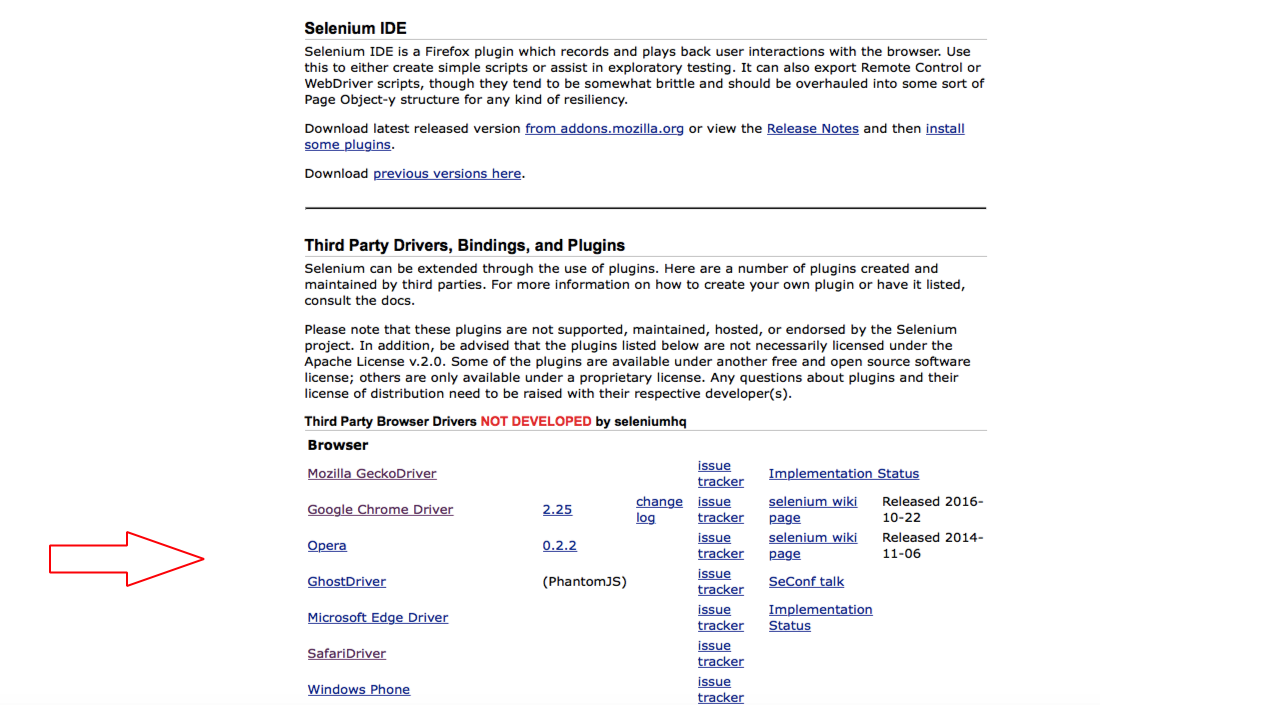 Selenium IDE
Selenium IDE is a Firefox plugin which records and plays back user interactions with the browser. Use
this to either create simple scripts or assist in exploratory testing. It can also export Remote Control or
WebDriver scripts, though they tend to be somewhat brittle and should be overhauled into some sort of
Page Object-y structure for any kind of resiliency.
Download latest released version from addons.mozilla.org or view the Release Notes and then install
some plugins.
Download previous versions here.
Third Party Drivers, Bindings, and Plugins
Selenium can be extended through the use of plugins. Here are a number of plugins created and
maintained by third parties. For more information on how to create your own plugin or have it listed,
consult the docs.
Please note that these plugins are not supported, maintained, hosted, or endorsed by the Selenium
project. In addition, be advised that the plugins listed below are not necessarily licensed under the
Apache License v.2.0. Some of the plugins are available under another free and open source software
license; others are only available under a proprietary license. Any questions about plugins and their
license of distribution need to be raised with their respective developer(s).
Third Party Browser Drivers NOT DEVELOPED by seleniumhq
Browser
Mozilla GeckoDriver issue tracker Implementation Status
Google Chrome Driver 2.25 change log issue tracker selenium wiki page Released 2016-10-22
Opera 0.2.2 issue tracker selenium wiki page Released 2014-11-06
GhostDriver (PhantomJS) issue tracker SeConf talk
Microsoft Edge Driver issue tracker Implementation Status
SafariDriver issue tracker
Windows Phone issue tracker